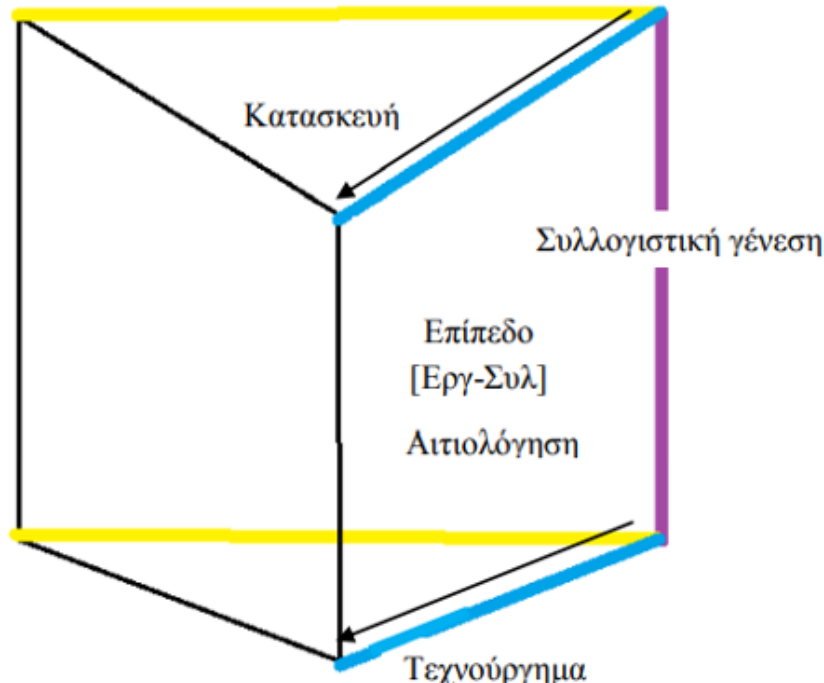 Κατασκευή
Συλλογιστική γένεση
Επίπεδο
[Εργ-Συλ]
Αιτιολόγηση
Τεχνούργημα